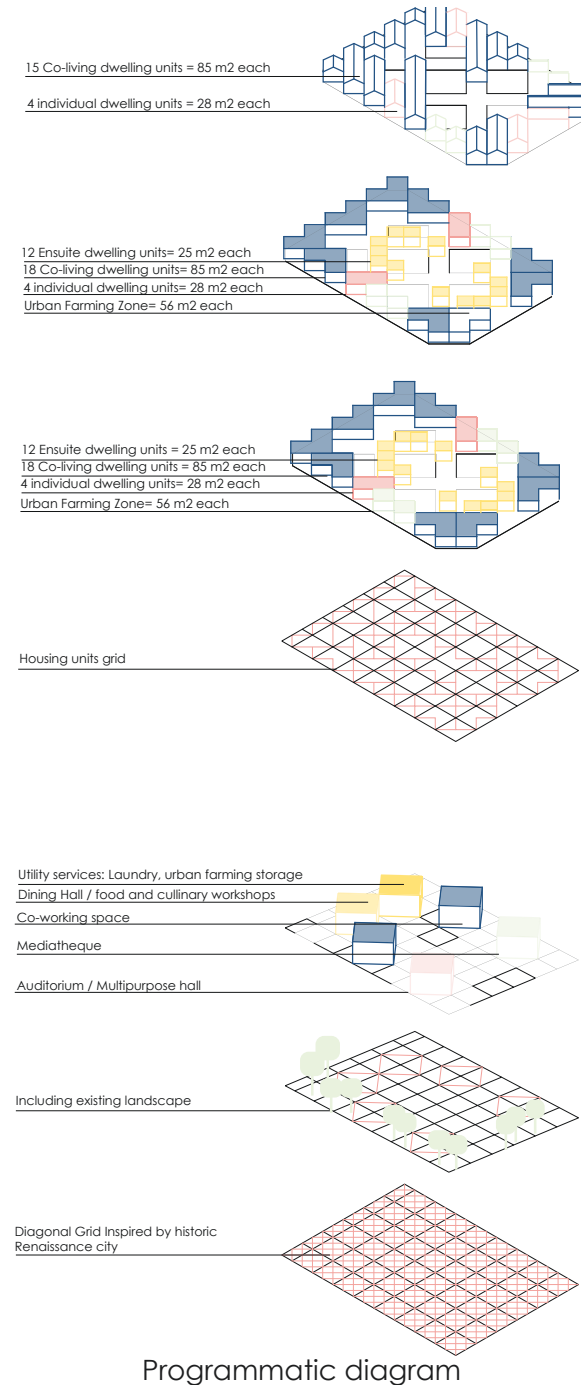 15 Co-living dwelling units = 85 m2 each
4 individual dwelling units = 28 m2 each
12 Ensuite dwelling units= 25 m2 each
18 Co-living dwelling units= 85 m2 each
4 individual dwelling units= 28 m2 each
Urban Farming Zone= 56 m2 each
12 Ensuite dwelling units = 25 m2 each
18 Co-living dwelling units = 85 m2 each
4 individual dwelling units= 28 m2 each
Urban Farming Zone= 56 m2 each
Housing units grid
Utility services: Laundry, urban farming storage
Dining Hall / food and cullinary workshops
Co-working space
Mediatheque
Auditorium / Multipurpose hall
Including existing landscape
Diagonal Grid Inspired by historic
Renaissance city
Programmatic diagram